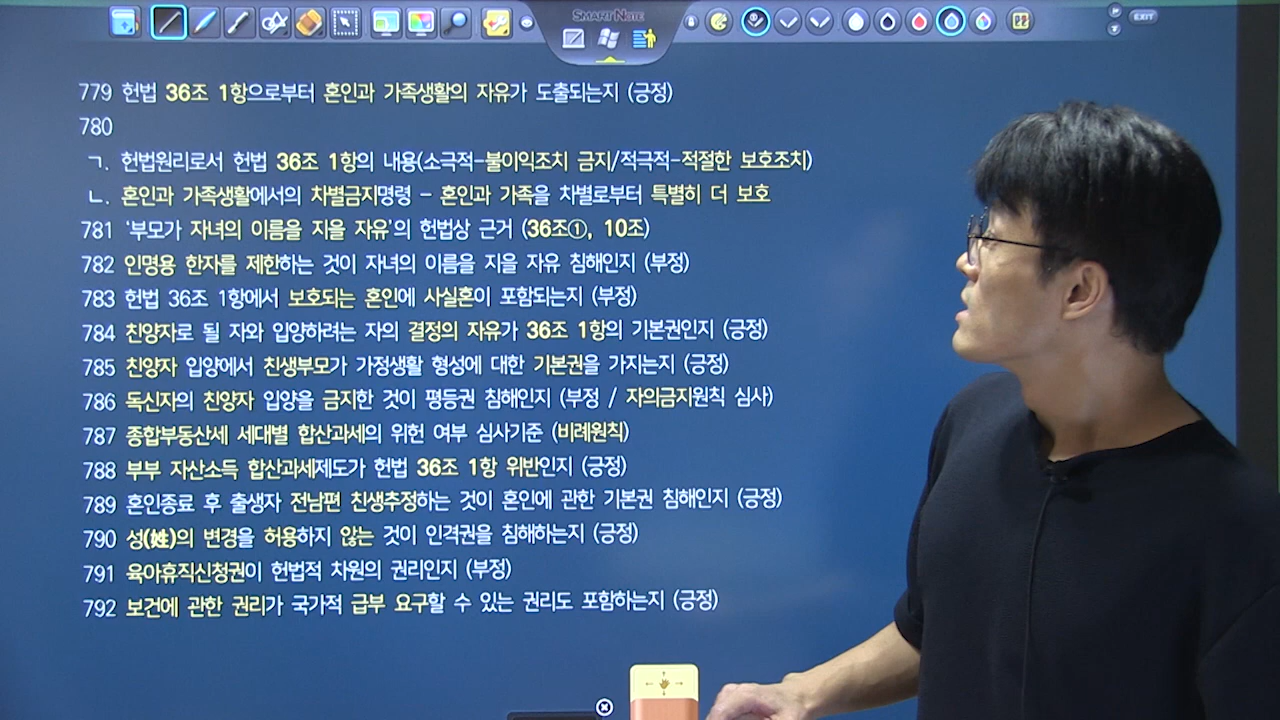 SMARTNOTE
EXIT
779 헌법 36조 1항으로부터 혼인과 가족생활의 자유가 도출되는지 (긍정)
780
ㄱ. 헌법원리로서 헌법 36조 1항의 내용(소극적-불이익조치 금지/적극적-적절한 보호조치)
ㄴ. 혼인과 가족생활에서의 차별금지명령 - 혼인과 가족을 차별로부터 특별히 더 보호
781 '부모가 자녀의 이름을 지을 자유'의 헌법상 근거 (36조①, 10조)
782 인명용 한자를 제한하는 것이 자녀의 이름을 지을 자유 침해인지 (부정)
783 헌법 36조 1항에서 보호되는 혼인에 사실혼이 포함되는지 (부정)
784 친양자로 될 자와 입양하려는 자의 결정의 자유가 36조 1항의 기본권인지 (긍정)
785 친양자 입양에서 친생부모가 가정생활 형성에 대한 기본권을 가지는지 (긍정)
786 독신자의 친양자 입양을 금지한 것이 평등권 침해인지 (부정 / 자의금지원칙 심사)
787 종합부동산세 세대별 합산과세의 위헌 여부 심사기준 (비례원칙)
788 부부 자산소득 합산과세제도가 헌법 36조 1항 위반인지 (긍정)
789 혼인종료 후 출생자 전남편 친생추정하는 것이 혼인에 관한 기본권 침해인지 (긍정)
790 성(姓)의 변경을 허용하지 않는 것이 인격권을 침해하는지 (긍정)
791 육아휴직신청권이 헌법적 차원의 권리인지 (부정)
792 보건에 관한 권리가 국가적 급부 요구할 수 있는 권리도 포함하는지 (긍정)